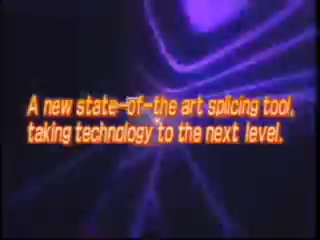 A new state-of-the art splicing tool,
taking technology to the next level.